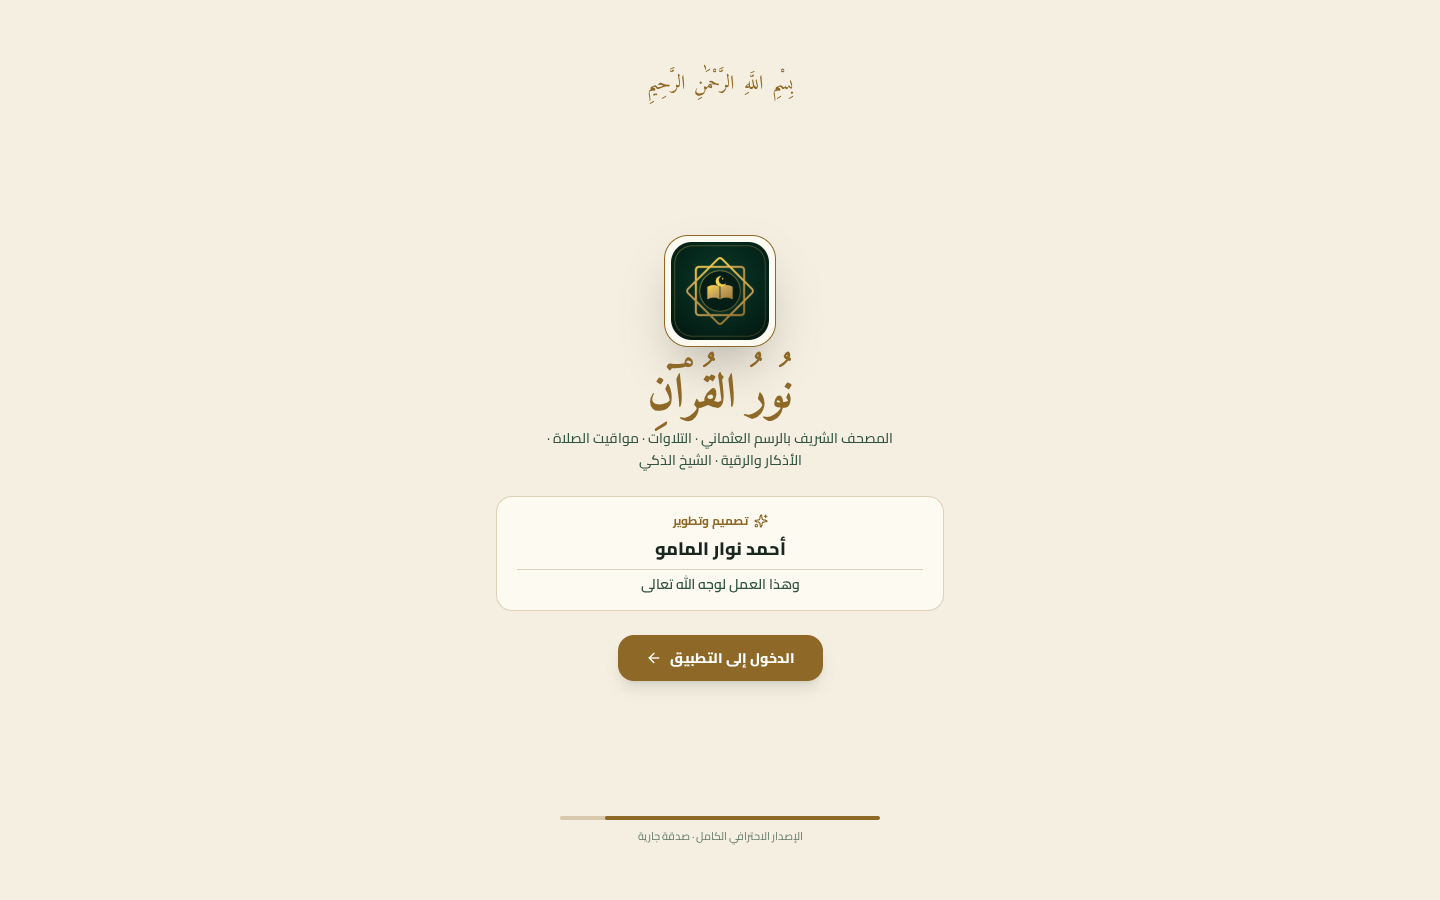 بِسْمِ اللَّهِ الرَّحْمَٰنِ الرَّحِيمِ
نُورُ القُرْآنِ
المصحف الشريف بالرسم العثماني · التلاوات · مواقيت الصلاة ·
الأذكار والرقية · الشيخ الذكي
تصميم وتطوير
أحمد نوار المامو
وهذا العمل لوجه الله تعالى
الدخول إلى التطبيق
الإصدار الاحترافي الكامل · صدقة جارية